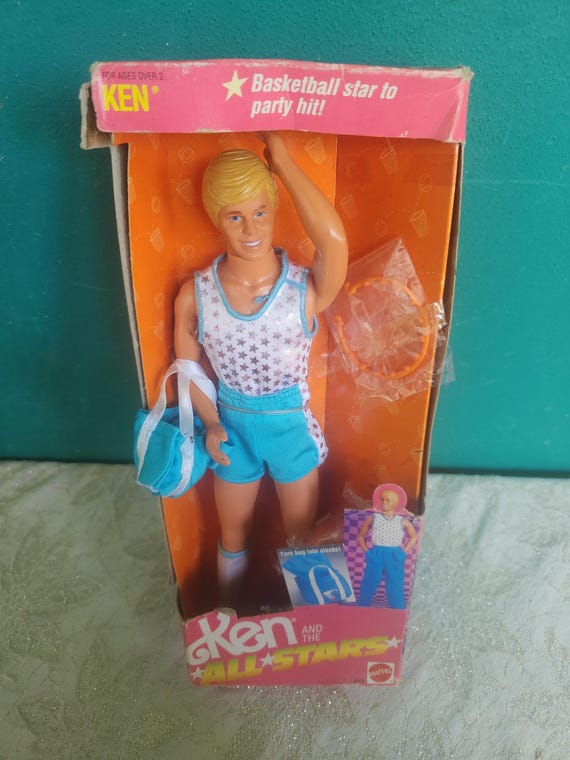 FOR AGES OVER 3
KEN®
Basketball star to
party hit!
Turn bag into slacks!
Ken®
AND
THE
ALL★STARS
MATTEL